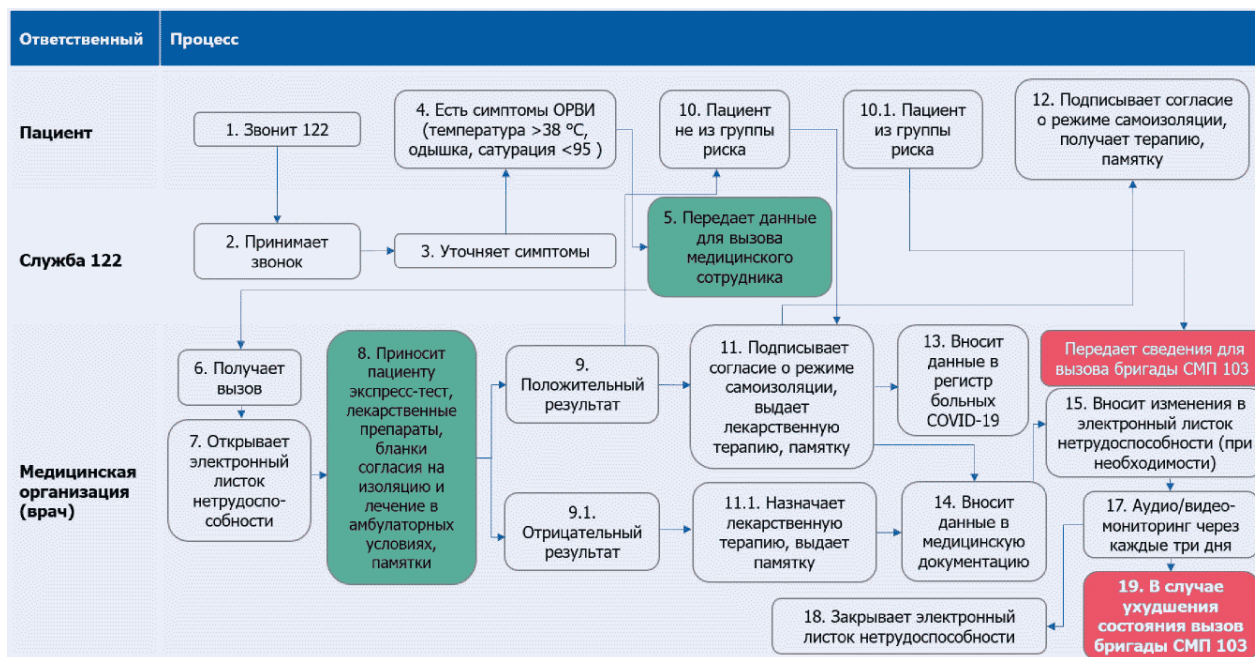 Ответственный
Процесс
Пациент
1. Звонит 122
4. Есть симптомы ОРВИ
(температура >38 °C,
одышка, сатурация <95 )
10. Пациент
не из группы
риска
10.1. Пациент
из группы
риска
12. Подписывает согласие
о режиме самоизоляции,
получает терапию,
памятку
Служба 122
2. Принимает
звонок
3. Уточняет симптомы
5. Передает данные
для вызова
медицинского
сотрудника
Медицинская
организация
(врач)
6. Получает
вызов
7. Открывает
электронный
листок
нетрудоспо-
собности
8. Приносит
пациенту
экспресс-тест,
лекарственные
препараты,
бланки
согласия на
изоляцию и
лечение в
амбулаторных
условиях,
памятки
9.
Положительный
результат
9.1.
Отрицательный
результат
11. Подписывает
согласие о режиме
самоизоляции,
выдает
лекарственную
терапию, памятку
11.1. Назначает
лекарственную
терапию, выдает
памятку
13. Вносит
данные в
регистр
больных
COVID-19
14. Вносит
данные в
медицинскую
документацию
Передает сведения для
вызова бригады СМП 103
15. Вносит изменения в
электронный листок
нетрудоспособности (при
необходимости)
17. Аудио/видео-
мониторинг через
каждые три дня
18. Закрывает электронный
листок нетрудоспособности
19. В случае
ухудшения
состояния вызов
бригады СМП 103